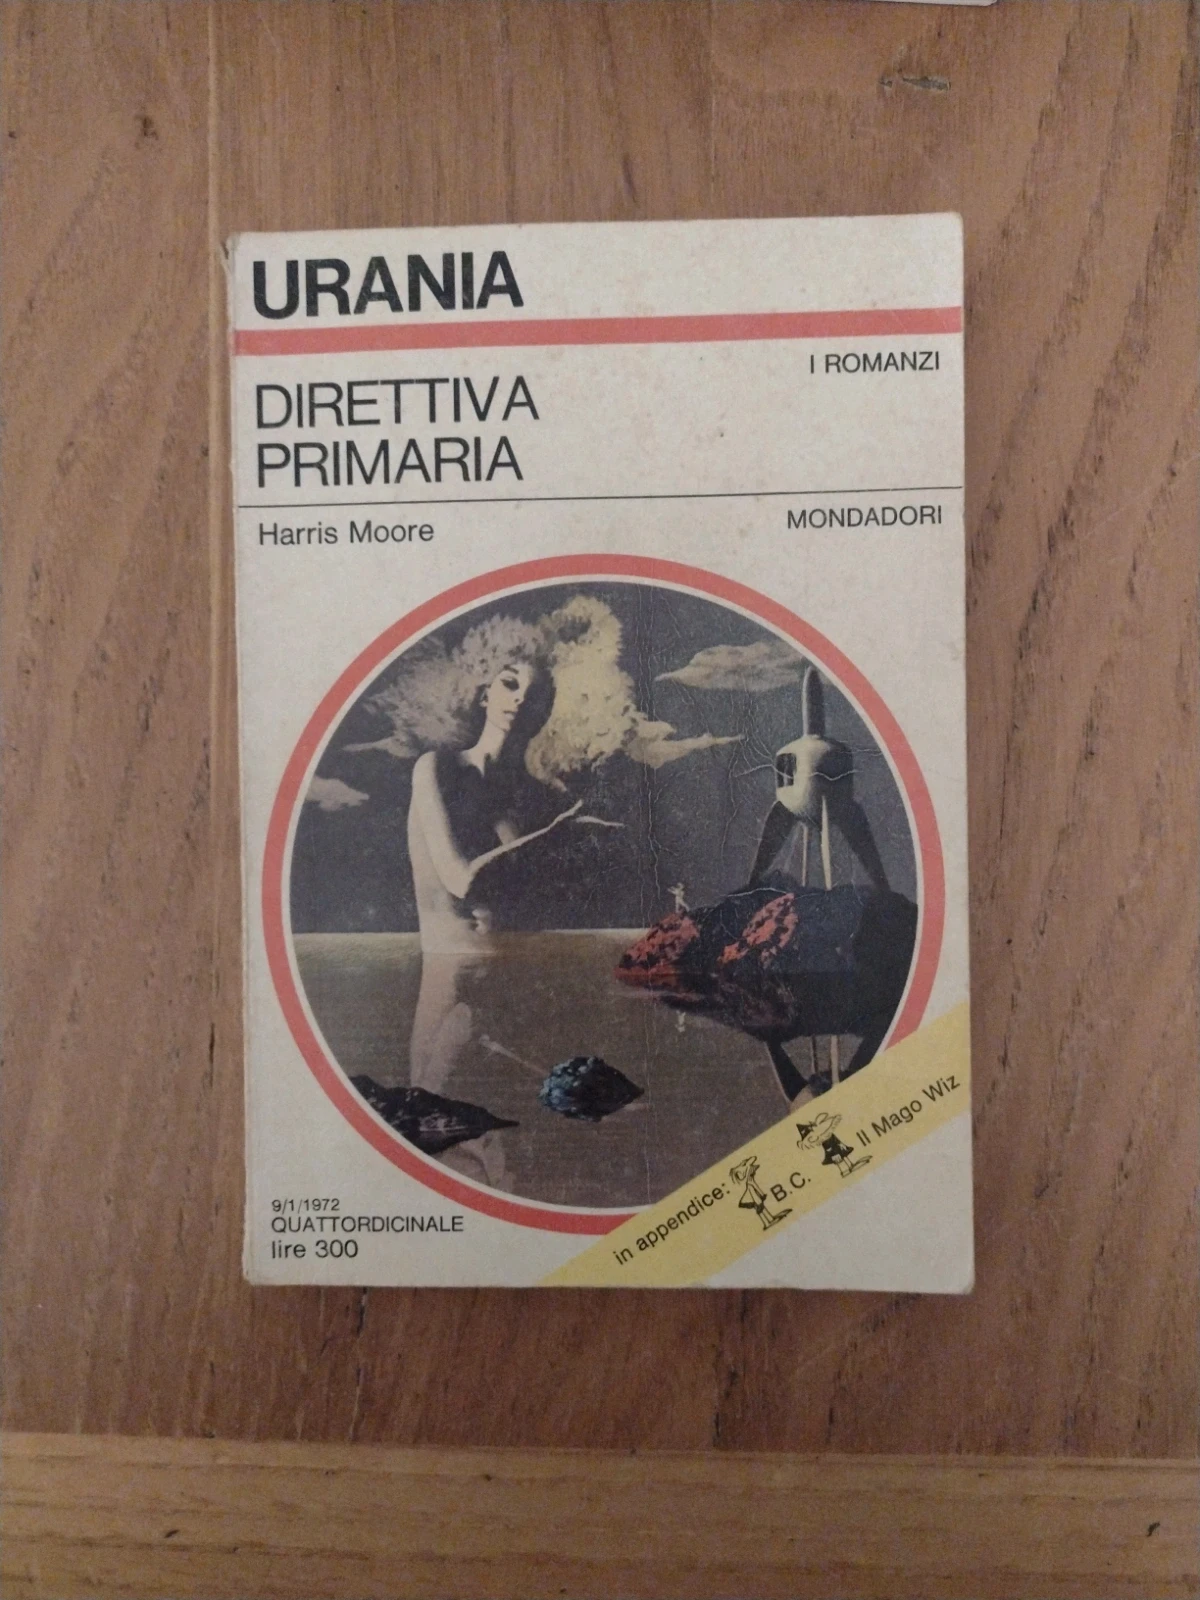 URANIA
I ROMANZI
DIRETTIVA
PRIMARIA
Harris Moore
MONDADORI
9/1/1972
QUATTORDICINALE
lire 300
in appendice: B.C. Il Mago Wiz